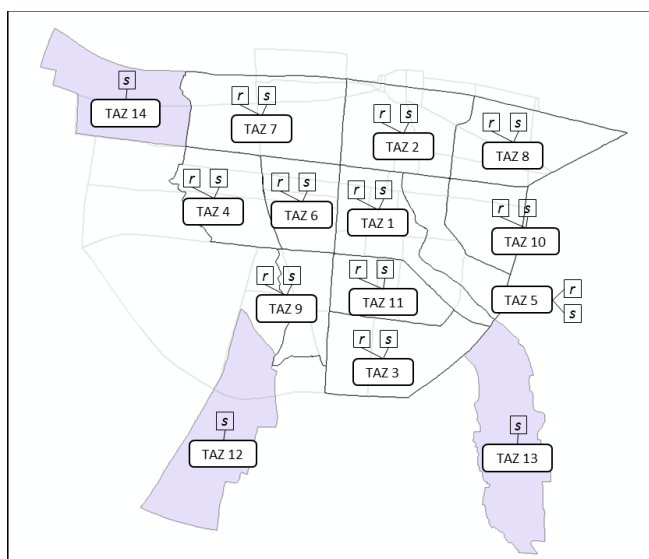 s
TAZ 14
r s
TAZ 7
r s
TAZ 2
r s
TAZ 8
r s
TAZ 4
r s
TAZ 6
r s
TAZ 1
r s
TAZ 10
r s
TAZ 9
r s
TAZ 11
TAZ 5
r
s
r s
TAZ 3
s
TAZ 12
s
TAZ 13